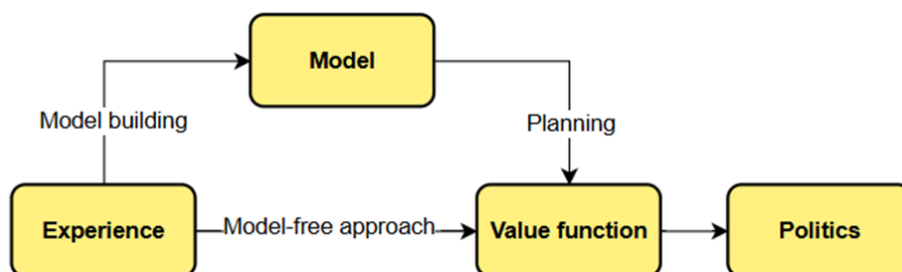 Model
Model building
Planning
Experience
Model-free approach
Value function
Politics